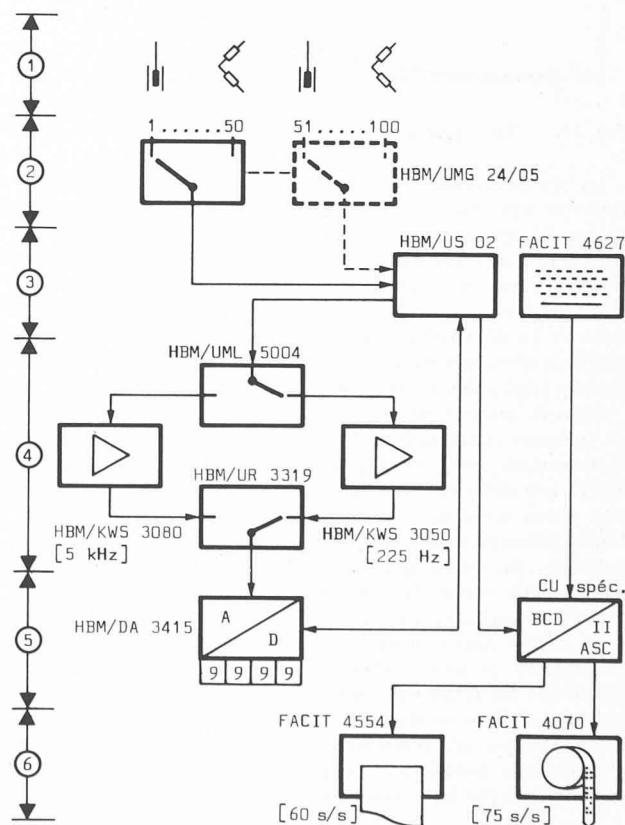 1
1 . . . . . . 50
51 . . . . . . 100
2
HBM/UMG 24/05
HBM/US 02
FACIT 4627
3
HBM/UML 5004
4
HBM/UR 3319
HBM/KWS 3080
[5 kHz]
HBM/KWS 3050
[225 Hz]
CU spéc.
5
HBM/DA 3415
A
D
9 9 9 9
BCD
II
ASC
6
FACIT 4554
FACIT 4070
[60 s/s]
[75 s/s]